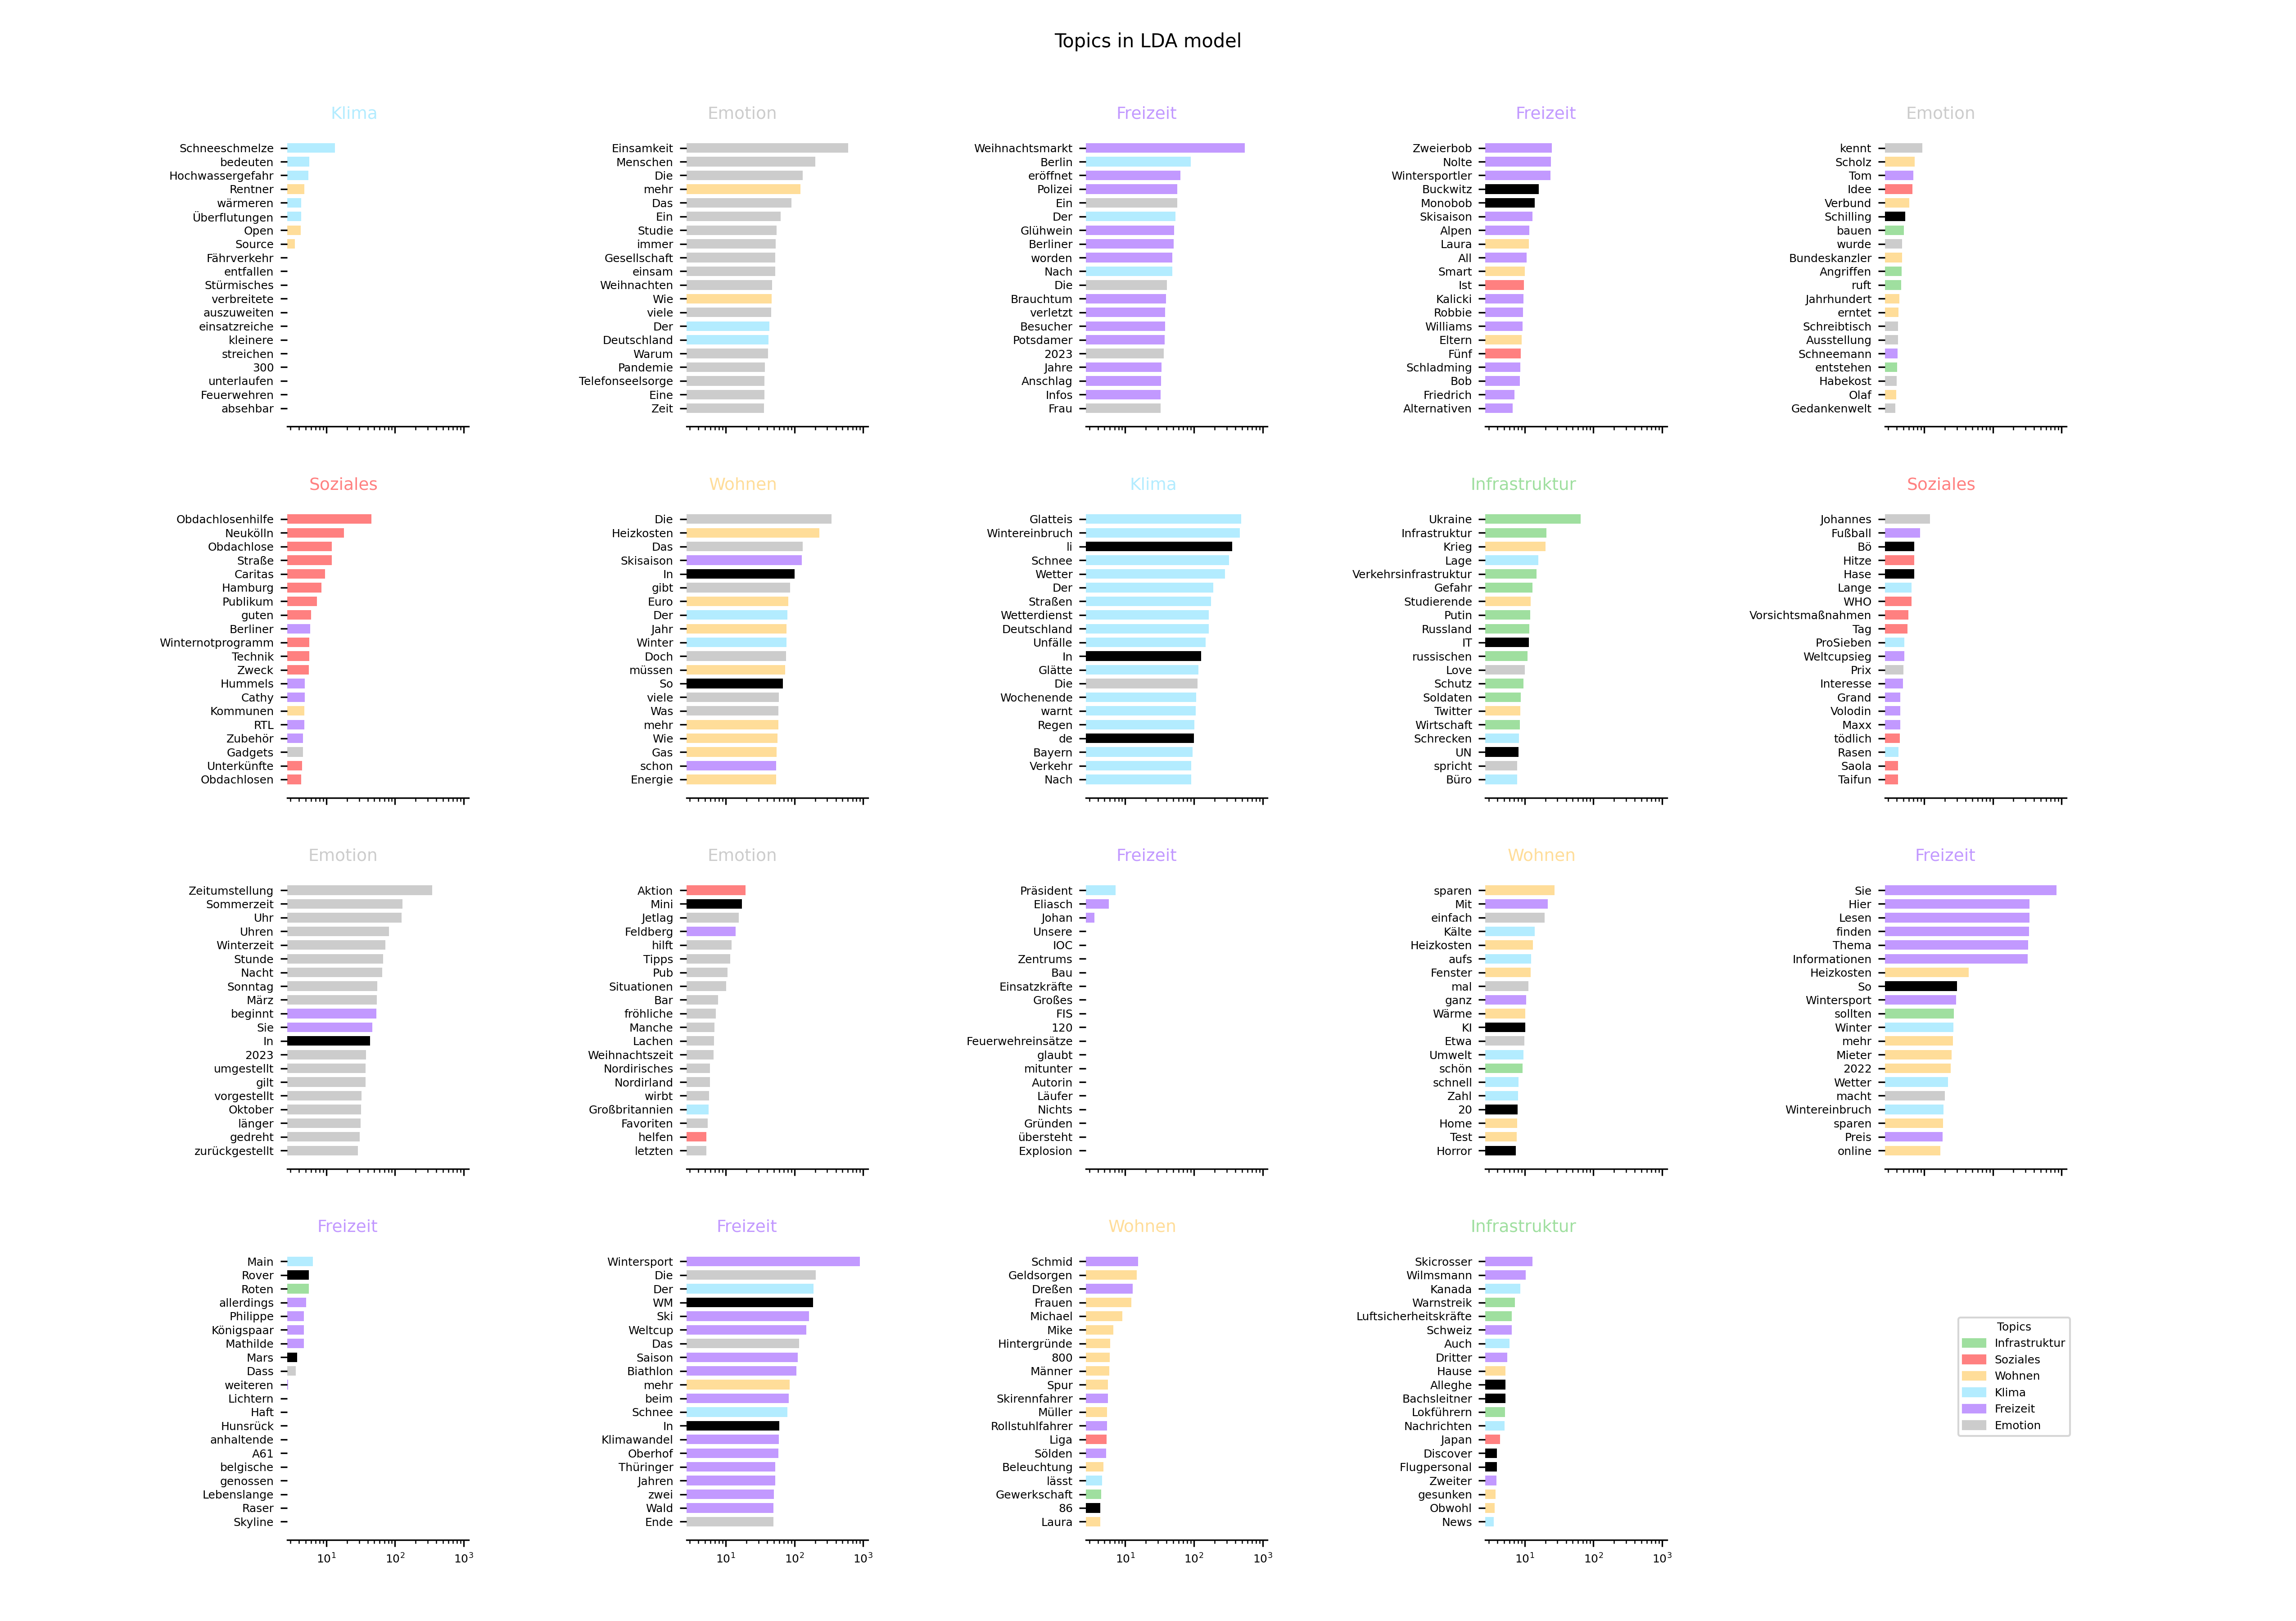 Topics in LDA model
Klima
Schneeschmelze
bedeuten
Hochwassergefahr
Rentner
wärmeren
Überflutungen
Open
Source
Fährverkehr
entfallen
Stürmisches
verbreitete
auszuweiten
einsatzreiche
kleinere
streichen
300
unterlaufen
Feuerwehren
absehbar
Emotion
Einsamkeit
Menschen
Die
mehr
Das
Ein
Studie
immer
Gesellschaft
einsam
Weihnachten
Wie
viele
Der
Deutschland
Warum
Pandemie
Telefonseelsorge
Eine
Zeit
Freizeit
Weihnachtsmarkt
Berlin
eröffnet
Polizei
Ein
Der
Glühwein
Berliner
worden
Nach
Die
Brauchtum
verletzt
Besucher
Potsdamer
2023
Jahre
Anschlag
Infos
Frau
Freizeit
Zweierbob
Nolte
Wintersportler
Buckwitz
Monobob
Skisaison
Alpen
Laura
All
Smart
Ist
Kalicki
Robbie
Williams
Eltern
Fünf
Schladming
Bob
Friedrich
Alternativen
Emotion
kennt
Scholz
Tom
Idee
Verbund
Schilling
bauen
wurde
Bundeskanzler
Angriffen
ruft
Jahrhundert
erntet
Schreibtisch
Ausstellung
Schneemann
entstehen
Habekost
Olaf
Gedankenwelt
Soziales
Obdachlosenhilfe
Neukölln
Obdachlose
Straße
Caritas
Hamburg
Publikum
guten
Berliner
Winternotprogramm
Technik
Zweck
Hummels
Cathy
Kommunen
RTL
Zubehör
Gadgets
Unterkünfte
Obdachlosen
Wohnen
Die
Heizkosten
Das
Skisaison
In
gibt
Euro
Der
Jahr
Winter
Doch
müssen
So
viele
Was
mehr
Wie
Gas
schon
Energie
Klima
Glatteis
Wintereinbruch
li
Schnee
Wetter
Der
Straßen
Wetterdienst
Deutschland
Unfälle
In
Glätte
Die
Wochenende
warnt
Regen
de
Bayern
Verkehr
Nach
Infrastruktur
Ukraine
Infrastruktur
Krieg
Lage
Verkehrsinfrastruktur
Gefahr
Studierende
Putin
Russland
IT
russischen
Love
Schutz
Soldaten
Twitter
Wirtschaft
Schrecken
UN
spricht
Büro
Soziales
Johannes
Fußball
Bö
Hitze
Hase
Lange
WHO
Vorsichtsmaßnahmen
Tag
ProSieben
Weltcupsieg
Prix
Interesse
Grand
Volodin
Maxx
tödlich
Rasen
Saola
Taifun
Emotion
Zeitumstellung
Sommerzeit
Uhr
Uhren
Winterzeit
Stunde
Nacht
Sonntag
März
beginnt
Sie
In
2023
umgestellt
gilt
vorgestellt
Oktober
länger
gedreht
zurückgestellt
Emotion
Aktion
Mini
Jetlag
Feldberg
hilft
Tipps
Pub
Situationen
Bar
fröhliche
Manche
Lachen
Weihnachtszeit
Nordirisches
Nordirland
wirbt
Großbritannien
Favoriten
helfen
letzten
Freizeit
Präsident
Eliasch
Johan
Unsere
IOC
Zentrums
Bau
Einsatzkräfte
Großes
FIS
120
Feuerwehreinsätze
glaubt
mitunter
Autorin
Läufer
Nichts
Gründen
übersteht
Explosion
Wohnen
sparen
Mit
einfach
Kälte
Heizkosten
aufs
Fenster
mal
ganz
Wärme
KI
Etwa
Umwelt
schön
schnell
Zahl
20
Home
Test
Horror
Freizeit
Sie
Hier
Lesen
finden
Thema
Informationen
Heizkosten
So
Wintersport
sollten
Winter
mehr
Mieter
2022
Wetter
macht
Wintereinbruch
sparen
Preis
online
Freizeit
Main
Rover
Roten
allerdings
Philippe
Königspaar
Mathilde
Mars
Dass
weiteren
Lichtern
Haft
Hunsrück
anhaltende
A61
belgische
genossen
Lebenslange
Raser
Skyline
10¹ 10² 10³
Freizeit
Wintersport
Die
Der
WM
Ski
Weltcup
Das
Saison
Biathlon
mehr
beim
Schnee
In
Klimawandel
Oberhof
Thüringer
Jahren
zwei
Wald
Ende
10¹ 10² 10³
Wohnen
Schmid
Geldsorgen
Dreßen
Frauen
Michael
Mike
Hintergründe
800
Männer
Spur
Skirennfahrer
Müller
Rollstuhlfahrer
Liga
Sölden
Beleuchtung
lässt
Gewerkschaft
86
Laura
10¹ 10² 10³
Infrastruktur
Skicrosser
Wilmsmann
Kanada
Warnstreik
Luftsicherheitskräfte
Schweiz
Auch
Dritter
Hause
Alleghe
Bachsleitner
Lokführern
Nachrichten
Japan
Discover
Flugpersonal
Zweiter
gesunken
Obwohl
News
10¹ 10² 10³
Topics
Infrastruktur
Soziales
Wohnen
Klima
Freizeit
Emotion